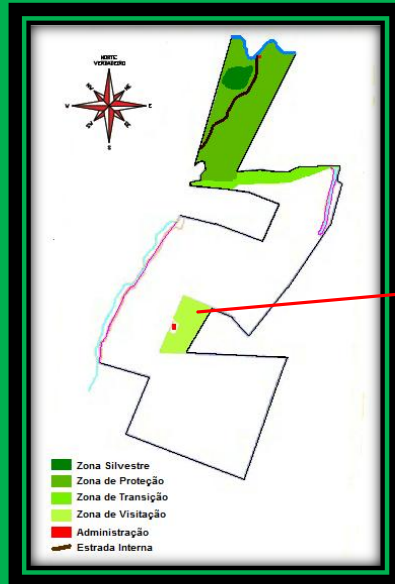 NORTE
VERDADEIRO
N
W
E
S
Zona Silvestre
Zona de Proteção
Zona de Transição
Zona de Visitação
Administração
Estrada Interna